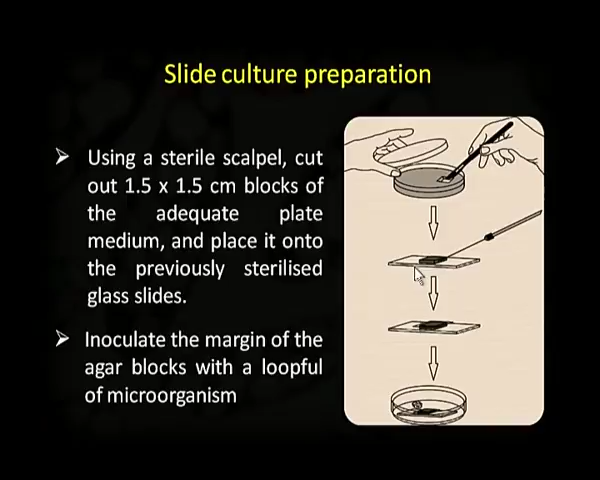 Slide culture preparation
Using a sterile scalpel, cut
out 1.5 x 1.5 cm blocks of
the adequate plate
medium, and place it onto
the previously sterilised
glass slides.
Inoculate the margin of the
agar blocks with a loopful
of microorganism